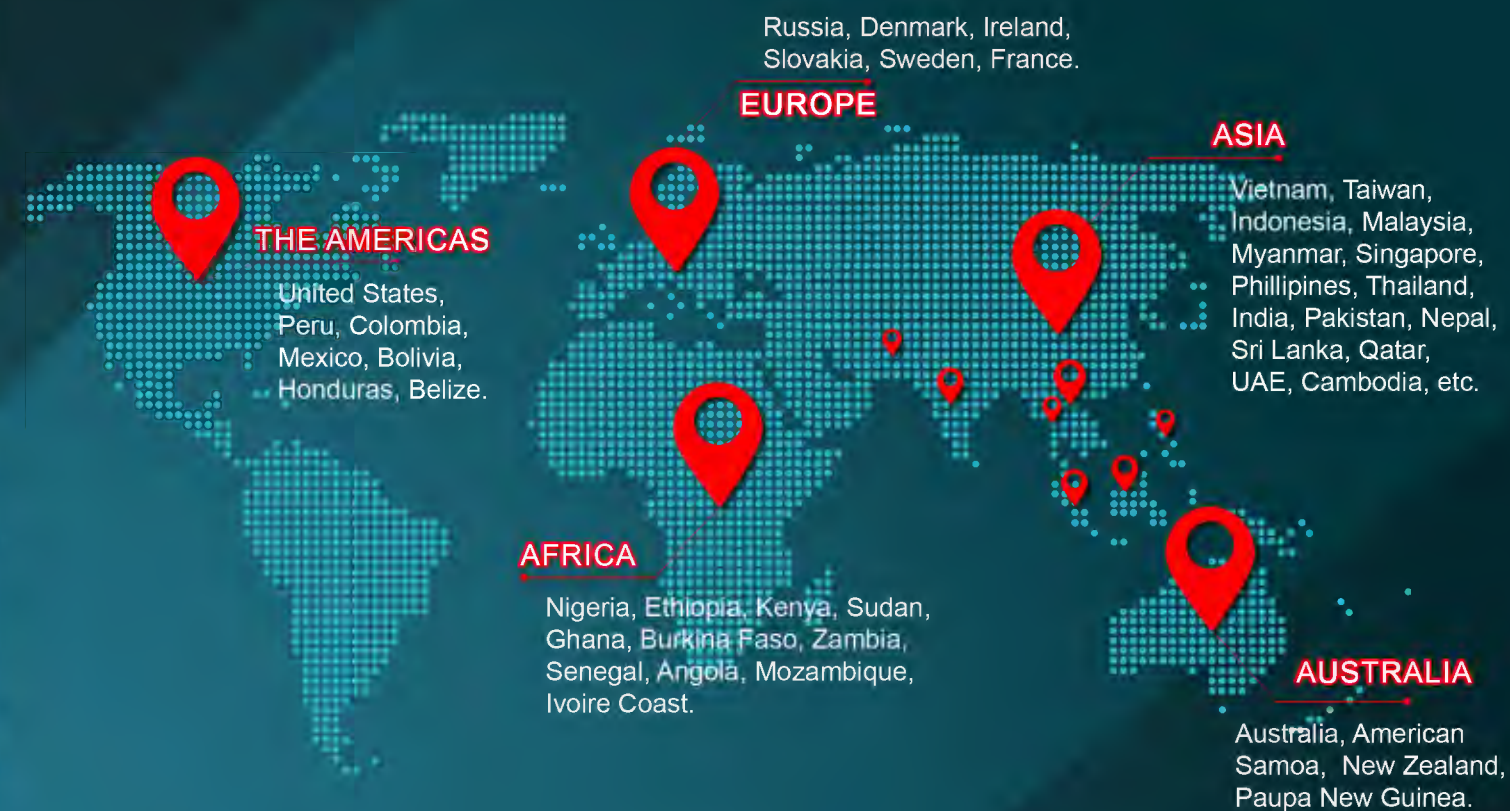 Russia, Denmark, Ireland,
Slovakia, Sweden, France.
EUROPE
ASIA
Vietnam, Taiwan,
Indonesia, Malaysia,
Myanmar, Singapore,
Phillipines, Thailand,
India, Pakistan, Nepal,
Sri Lanka, Qatar,
UAE, Cambodia, etc.
THE AMERICAS
United States,
Peru, Colombia,
Mexico, Bolivia,
Honduras, Belize.
AFRICA
Nigeria, Ethiopia, Kenya, Sudan,
Ghana, Burkina Faso, Zambia,
Senegal, Angola, Mozambique,
Ivoire Coast.
AUSTRALIA
Australia, American
Samoa, New Zealand,
Paupa New Guinea.